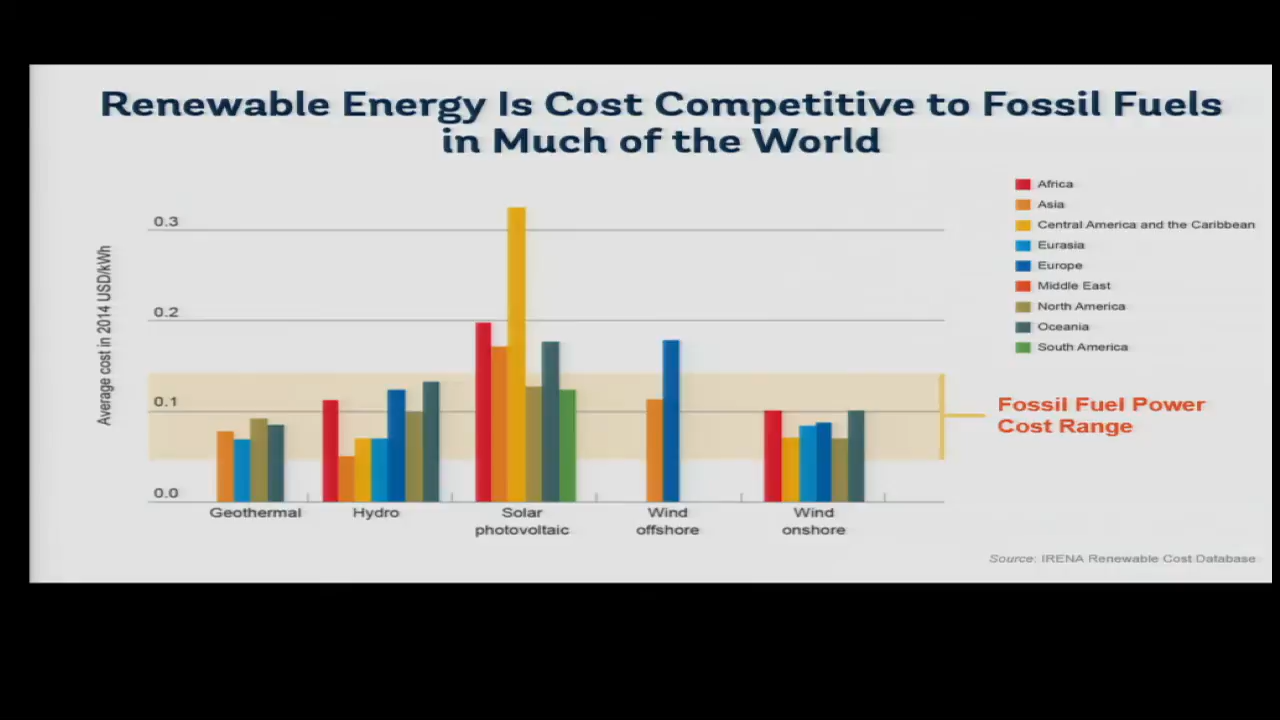 Renewable Energy Is Cost Competitive to Fossil Fuels
in Much of the World
Average cost in 2014 USD/kWh
0.3
0.2
0.1
0.0
Geothermal
Hydro
Solar
photovoltaic
Wind
offshore
Wind
onshore
Africa
Asia
Central America and the Caribbean
Eurasia
Europe
Middle East
North America
Oceania
South America
Fossil Fuel Power
Cost Range
Source: IRENA Renewable Cost Database